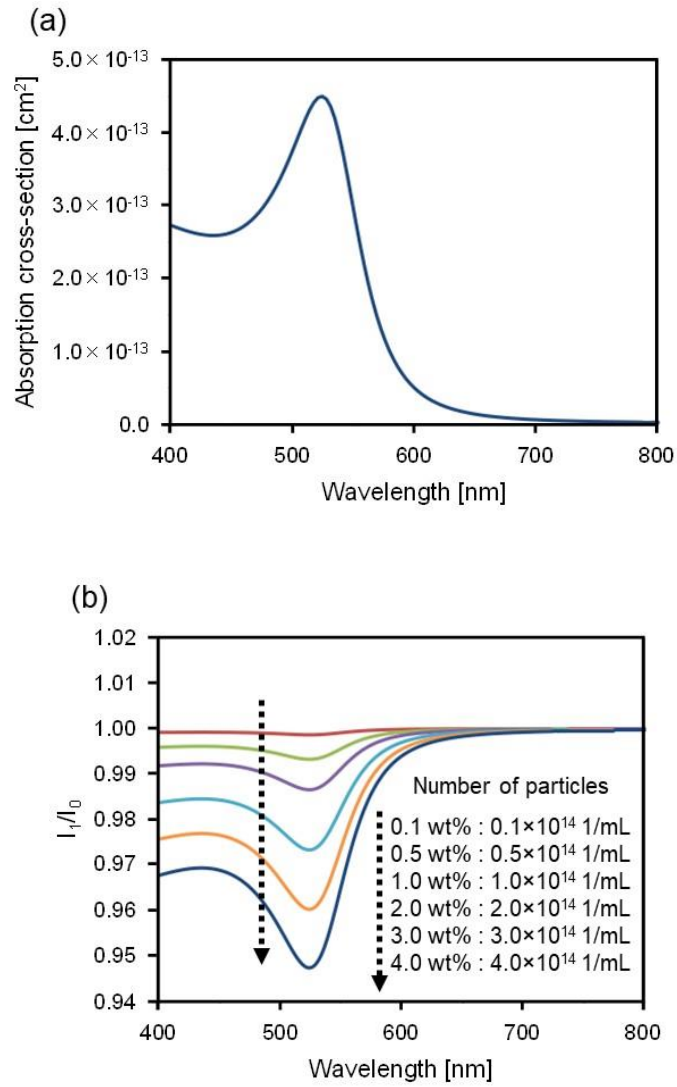 (a)
Absorption cross-section [cm²]
5.0 × 10⁻¹³
4.0 × 10⁻¹³
3.0 × 10⁻¹³
2.0 × 10⁻¹³
1.0 × 10⁻¹³
0.0
400 500 600 700 800
Wavelength [nm]
(b)
I₁/I₀
1.02
1.01
1.00
0.99
0.98
0.97
0.96
0.95
0.94
Number of particles
0.1 wt% : 0.1×10¹⁴ 1/mL
0.5 wt% : 0.5×10¹⁴ 1/mL
1.0 wt% : 1.0×10¹⁴ 1/mL
2.0 wt% : 2.0×10¹⁴ 1/mL
3.0 wt% : 3.0×10¹⁴ 1/mL
4.0 wt% : 4.0×10¹⁴ 1/mL
400 500 600 700 800
Wavelength [nm]